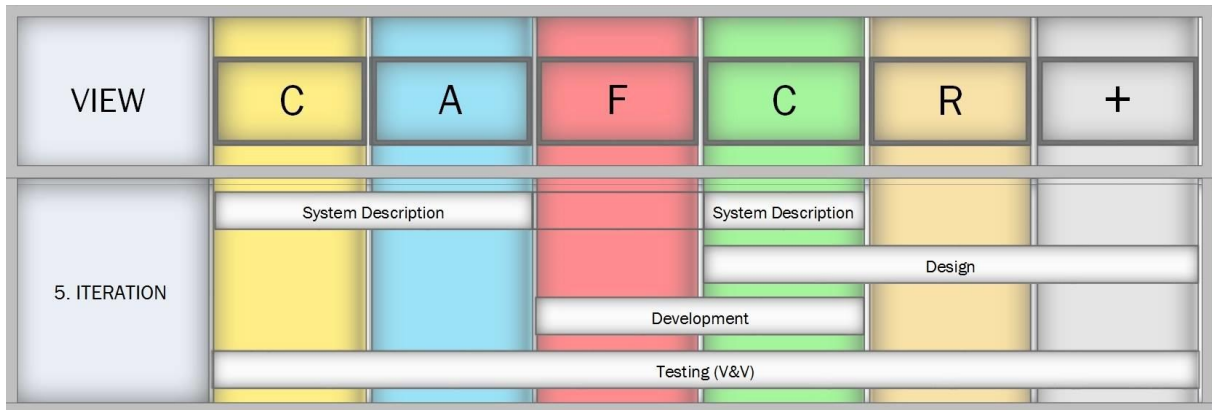 VIEW
C
A
F
C
R
+
System Description
System Description
Design
5. ITERATION
Development
Testing (V&V)